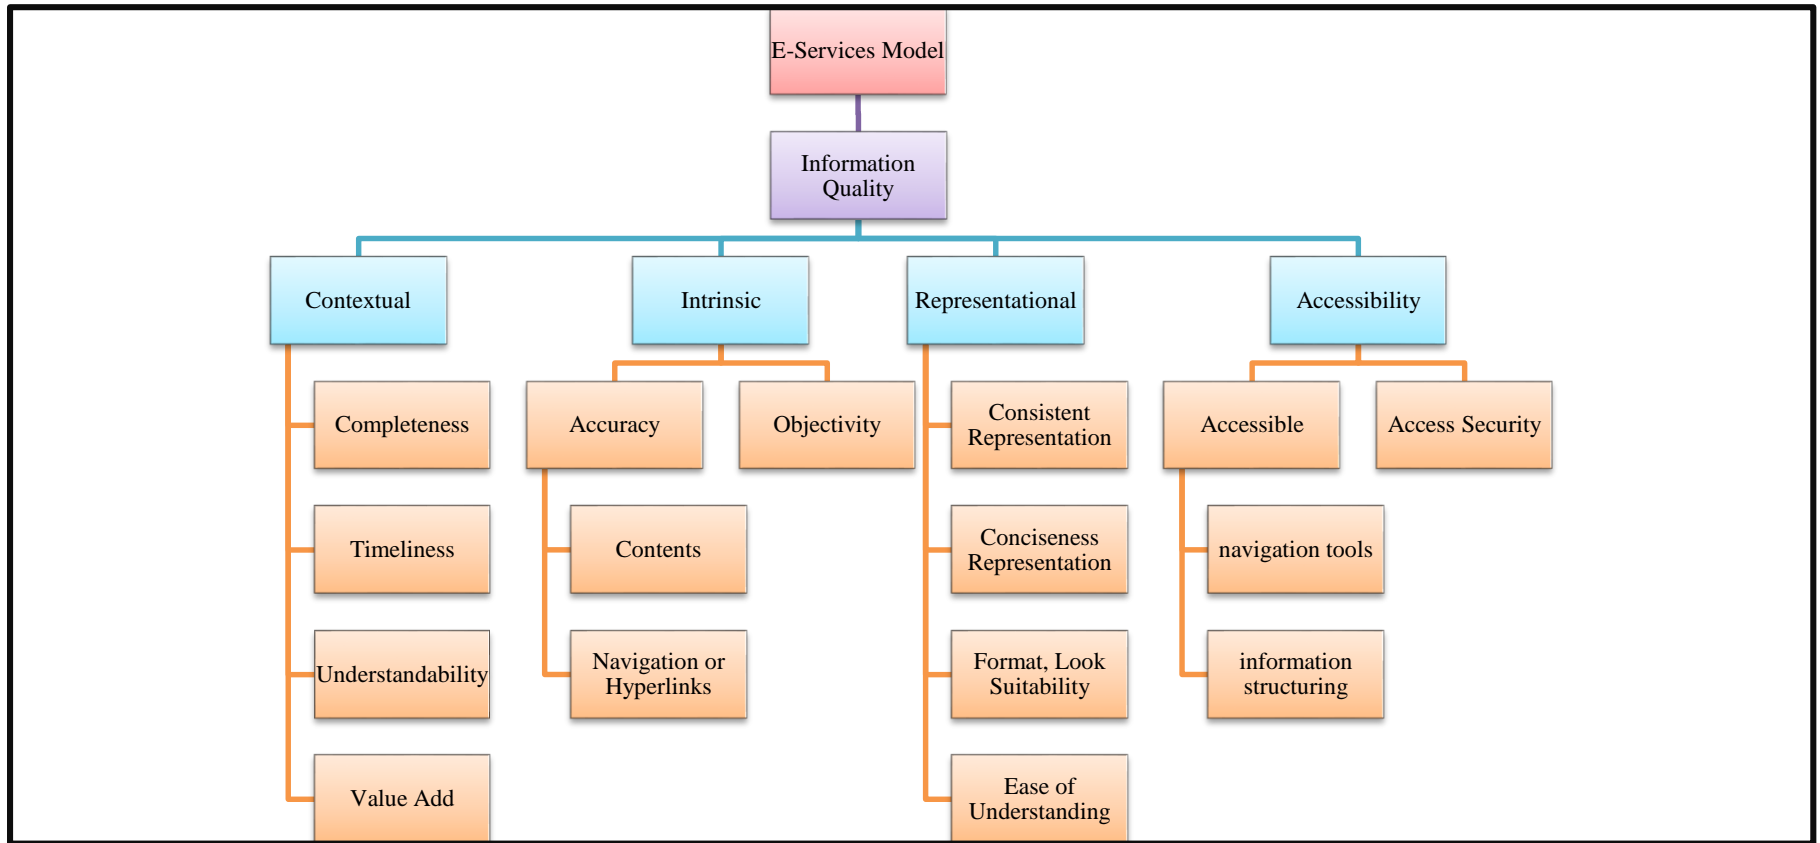 E-Services Model
Information
Quality
Contextual
Intrinsic
Representational
Accessibility
Completeness
Accuracy
Objectivity
Consistent
Representation
Accessible
Access Security
Timeliness
Contents
Conciseness
Representation
navigation tools
Understandability
Navigation or
Hyperlinks
Format, Look
Suitability
information
structuring
Value Add
Ease of
Understanding